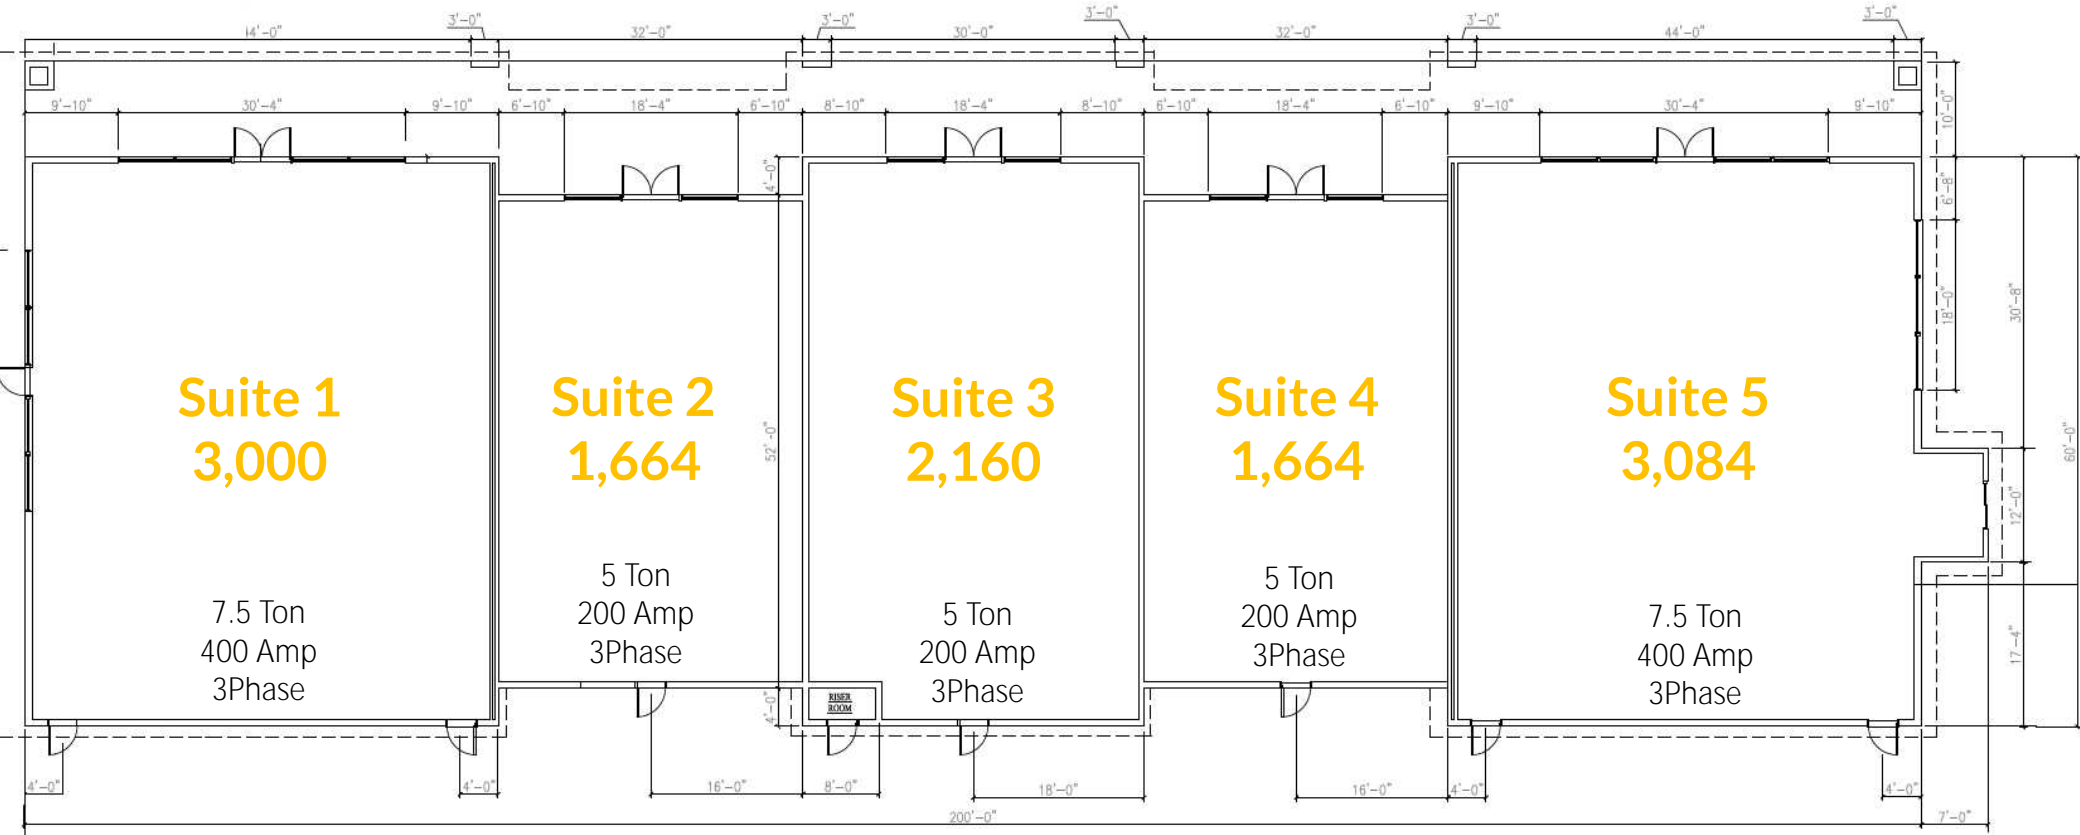 3'-0" 3'-0" 3'-0" 3'-0" 3'-0"
44'-0" 32'-0" 30'-0" 32'-0" 44'-0"
9'-10" 30'-4" 9'-10" 6'-10" 18'-4" 6'-10" 8'-10" 18'-4" 8'-10" 6'-10" 18'-4" 6'-10" 9'-10" 30'-4" 9'-10"
10'-0"
4'-0"
6'-8"
18'-0"
30'-8"
52'-0"
60'-0"
12'-0"
17'-4"
4'-0"
Suite 1
3,000
7.5 Ton
400 Amp
3Phase
Suite 2
1,664
5 Ton
200 Amp
3Phase
Suite 3
2,160
5 Ton
200 Amp
3Phase
RISER
ROOM
Suite 4
1,664
5 Ton
200 Amp
3Phase
Suite 5
3,084
7.5 Ton
400 Amp
3Phase
4'-0" 4'-0" 16'-0" 8'-0" 18'-0" 16'-0" 4'-0" 4'-0"
200'-0" 7'-0"